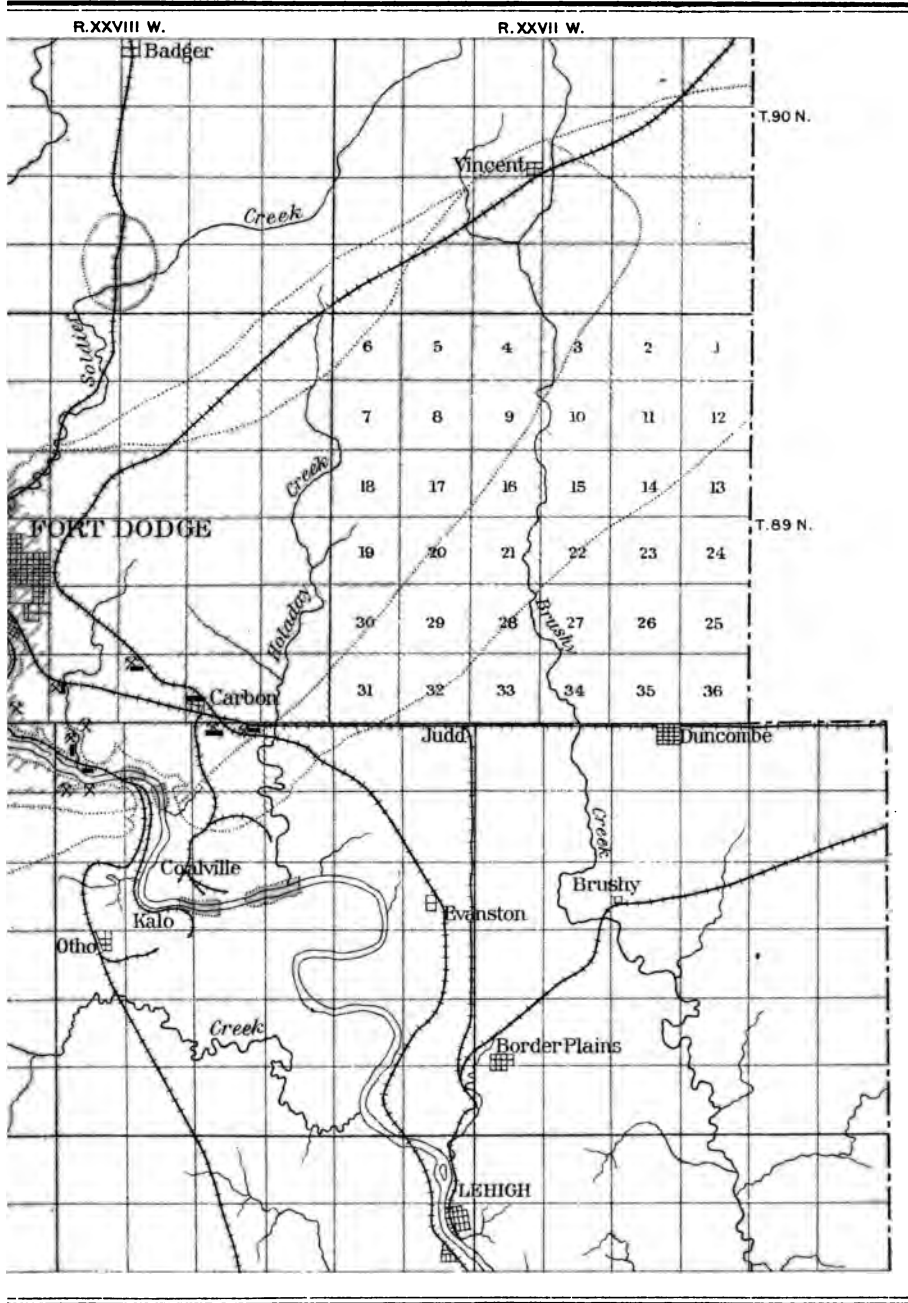 R.XXVIII W.
R.XXVII W.
Badger
T.90 N.
Vincent
Creek
Soldier
6 5 4 3 2 1
7 8 9 10 11 12
Creek
18 17 16 15 14 13
FORT DODGE
T.89 N.
19 20 21 22 23 24
Holaday
Brushy
30 29 28 27 26 25
31 32 33 34 35 36
Carbon
Judd
Duncombe
Creek
Coalville
Brushy
Kalo
Evanston
Otho
Creek
Border Plains
LEHIGH